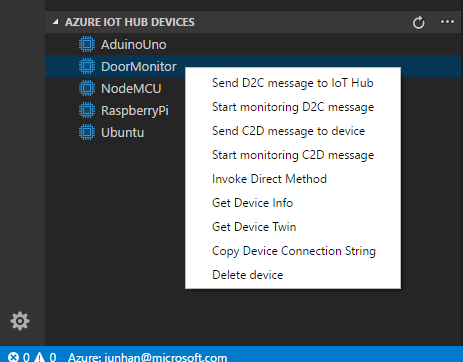 AZURE IOT HUB DEVICES
AduinoUno
DoorMonitor
NodeMCU
RaspberryPi
Ubuntu
Send D2C message to IoT Hub
Start monitoring D2C message
Send C2D message to device
Start monitoring C2D message
Invoke Direct Method
Get Device Info
Get Device Twin
Copy Device Connection String
Delete device
0 0 Azure: junhan@microsoft.com